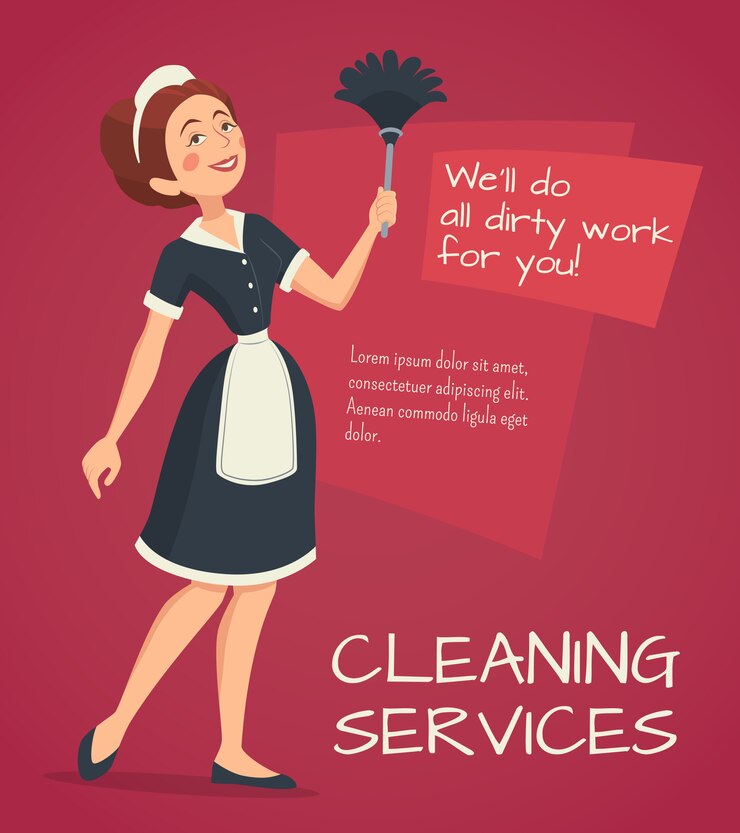 We'll do
all dirty work
for you!
Lorem ipsum dolor sit amet,
consectetuer adipiscing elit.
Aenean commodo ligula eget
dolor.
CLEANING
SERVICES